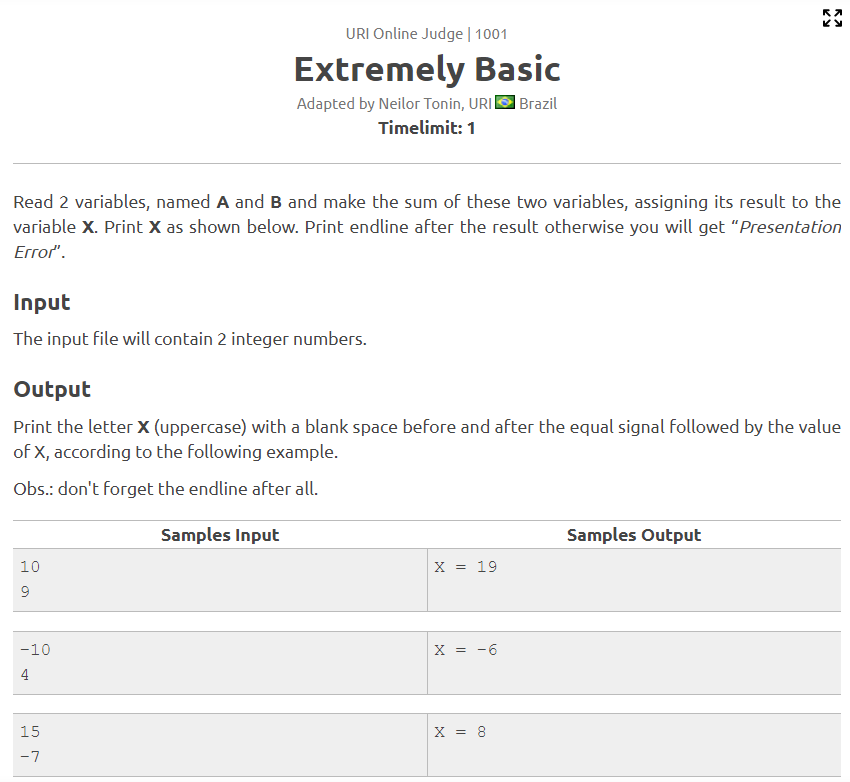 URI Online Judge | 1001
Extremely Basic
Adapted by Neilor Tonin, URI Brazil
Timelimit: 1
Read 2 variables, named A and B and make the sum of these two variables, assigning its result to the
variable X. Print X as shown below. Print endline after the result otherwise you will get “Presentation
Error”.
Input
The input file will contain 2 integer numbers.
Output
Print the letter X (uppercase) with a blank space before and after the equal signal followed by the value
of X, according to the following example.
Obs.: don't forget the endline after all.
Samples Input Samples Output
10 X = 19
9
-10 X = -6
4
15 X = 8
-7